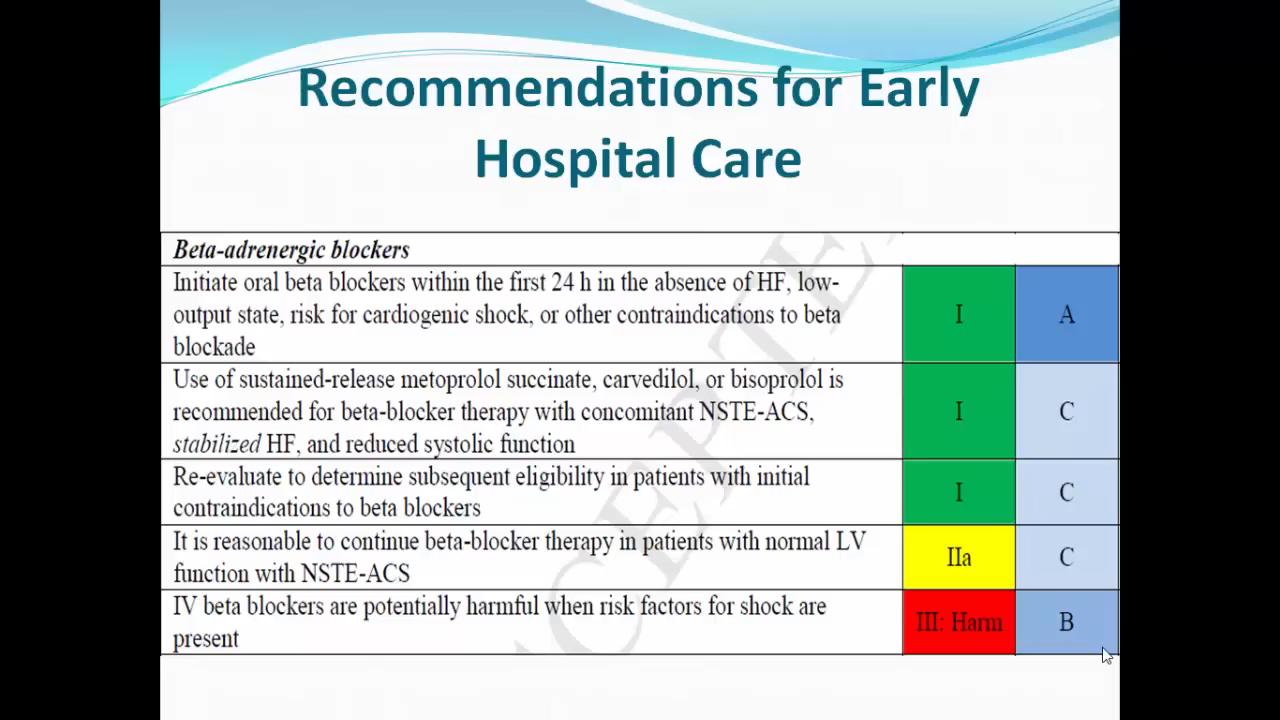 Recommendations for Early
Hospital Care
Beta-adrenergic blockers
Initiate oral beta blockers within the first 24 h in the absence of HF, low-
output state, risk for cardiogenic shock, or other contraindications to beta
blockade
I
A
Use of sustained-release metoprolol succinate, carvedilol, or bisoprolol is
recommended for beta-blocker therapy with concomitant NSTE-ACS,
stabilized HF, and reduced systolic function
I
C
Re-evaluate to determine subsequent eligibility in patients with initial
contraindications to beta blockers
I
C
It is reasonable to continue beta-blocker therapy in patients with normal LV
function with NSTE-ACS
IIa
C
IV beta blockers are potentially harmful when risk factors for shock are
present
III: Harm
B